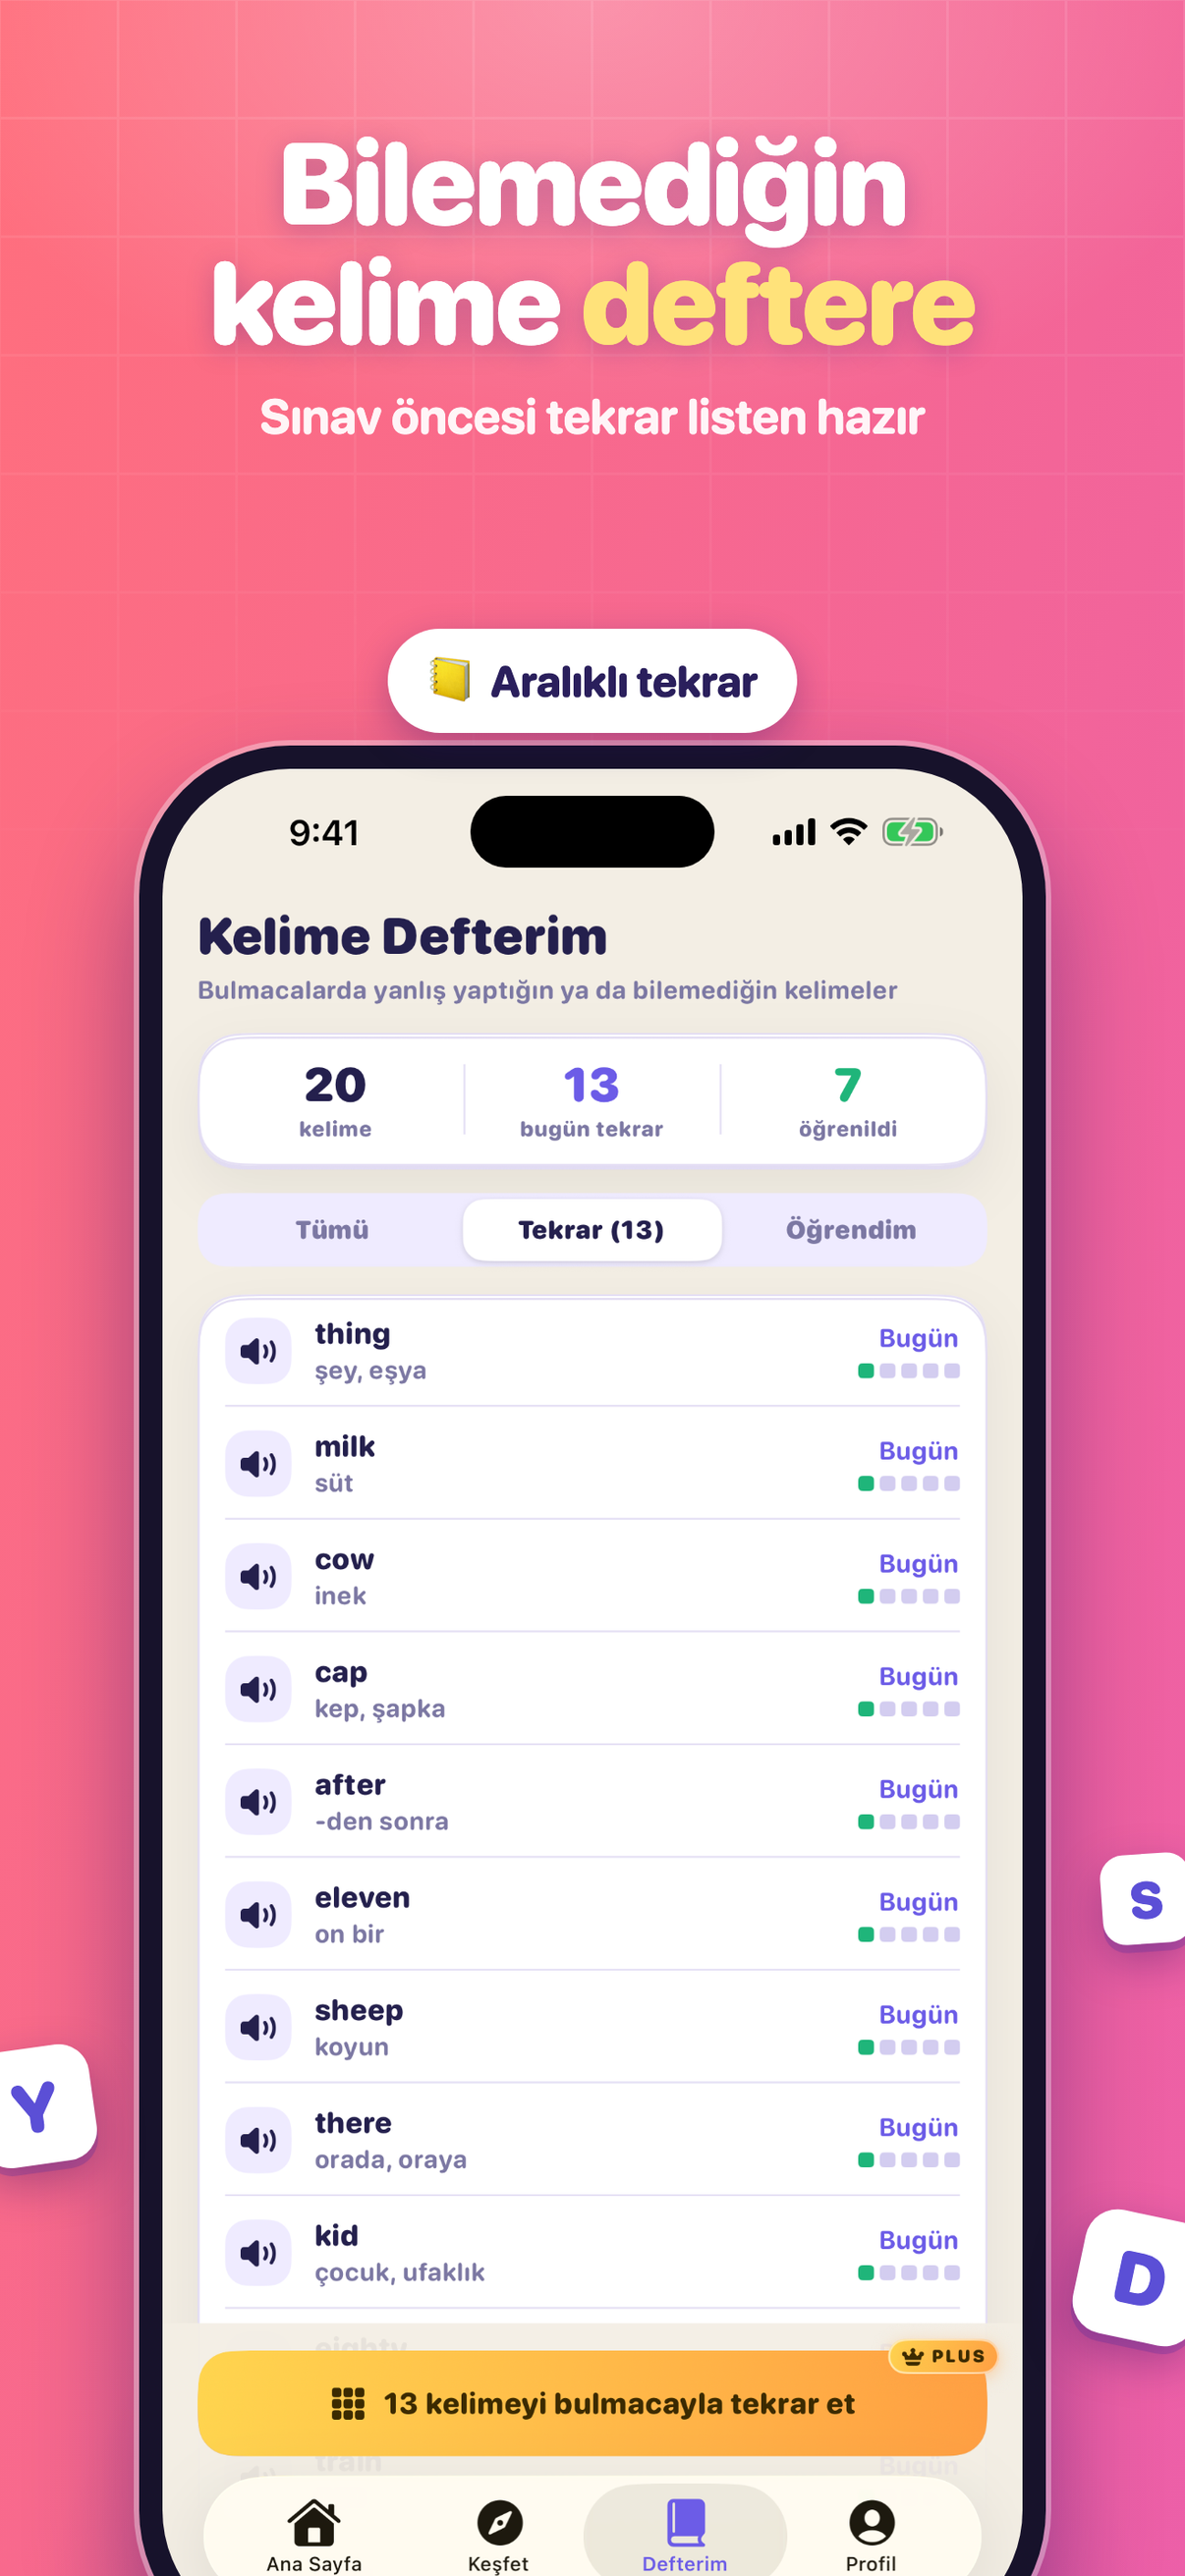 Bilemediğin
kelime deftere
Sınav öncesi tekrar listen hazır
Aralıklı tekrar
9:41
Kelime Defterim
Bulmacalarda yanlış yaptığın ya da bilemediğin kelimeler
20 13 7
kelime bugün tekrar öğrenildi
Tümü Tekrar (13) Öğrendim
thing Bugün
şey, eşya
milk Bugün
süt
cow Bugün
inek
cap Bugün
kep, şapka
after Bugün
-den sonra
eleven Bugün
on bir
S
sheep Bugün
koyun
Y
there Bugün
orada, oraya
kid Bugün
çocuk, ufaklık
D
eighty
PLUS
13 kelimeyi bulmacayla tekrar et
train Bugün
Ana Sayfa Keşfet Defterim Profil